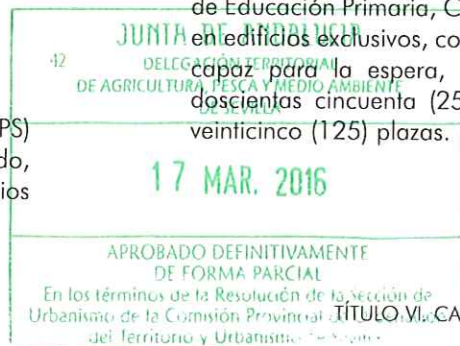 de Educación Primaria, C
en edificios exclusivos, co
capaz para la espera,
doscientas cincuenta (25
veinticinco (125) plazas.
PS)
do,
ios
JUNTA DE ANDALUCIA
DELEGACIÓN TERRITORIAL
DE AGRICULTURA, PESCA Y MEDIO AMBIENTE
DE SEVILLA
17 MAR. 2016
APROBADO DEFINITIVAMENTE
DE FORMA PARCIAL
En los términos de la Resolución de la Sección de
Urbanismo de la Comisión Provincial de
del Territorio y Urbanismo
TÍTULO VI. CA